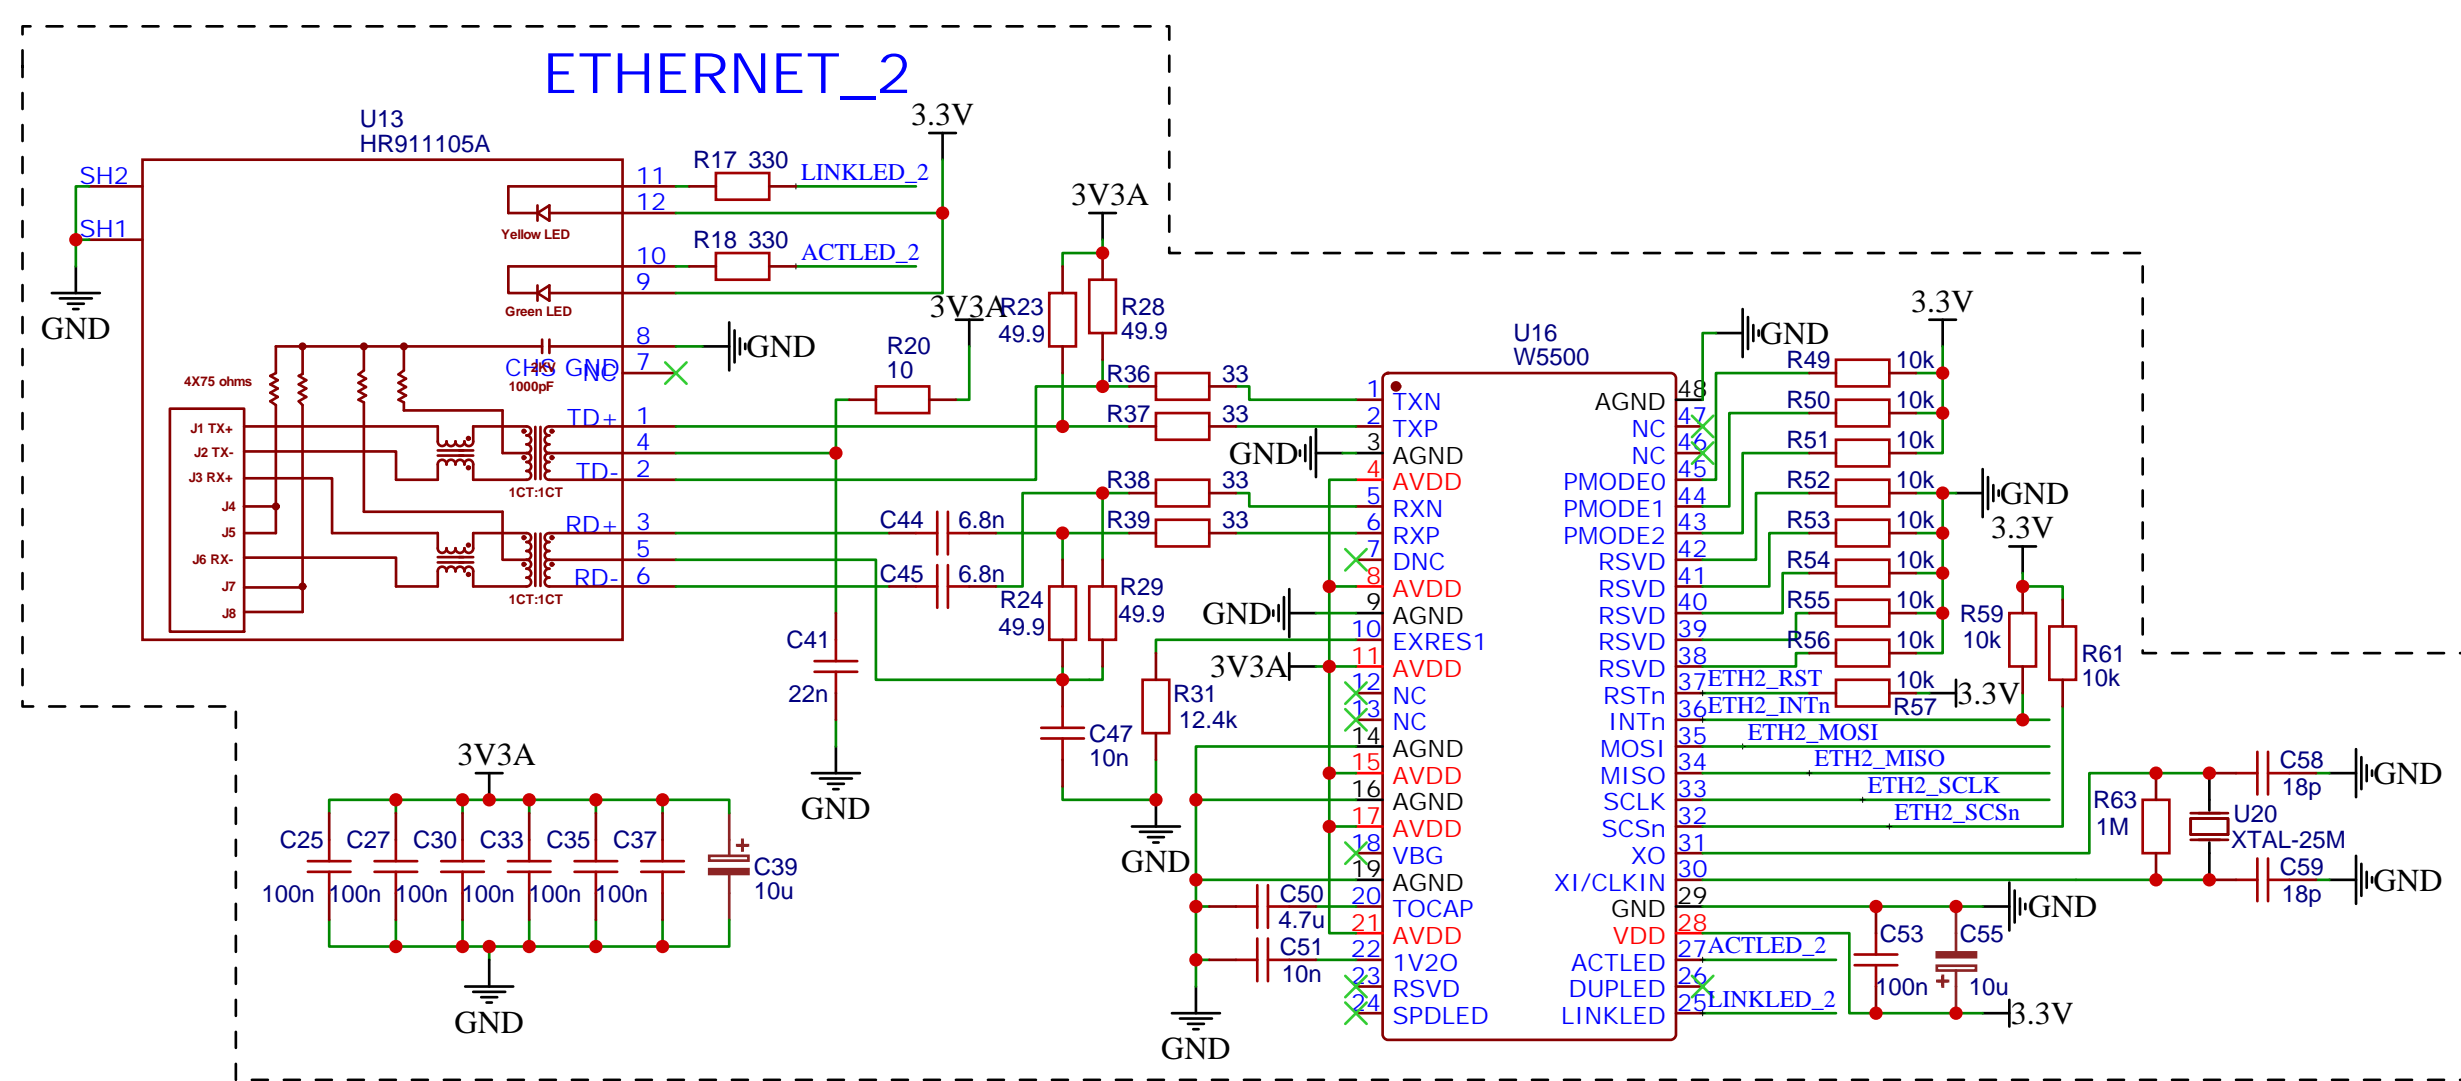 ETHERNET_2
U13
HR911105A
SH2
SH1
GND
11
12
10
9
8
7
1
4
2
3
5
6
Yellow LED
Green LED
CHS GND
NC
2KV
1000pF
4X75 ohms
J1 TX+
J2 TX-
J3 RX+
J4
J5
J6 RX-
J7
J8
TD+
TD-
1CT:1CT
RD+
RD-
1CT:1CT
R17 330
LINKLED_2
R18 330
ACTLED_2
3.3V
GND
3V3A
R20
10
3V3A
R23
49.9
R28
49.9
R36 33
R37 33
R38 33
R39 33
C44 6.8n
C45 6.8n
R24
49.9
R29
49.9
C41
22n
GND
C47
10n
R31
12.4k
GND
3V3A
C25
100n
C27
100n
C30
100n
C33
100n
C35
100n
C37
100n
C39
10u
GND
U16
W5500
GND
GND
3V3A
C50
4.7u
C51
10n
GND
1 TXN
2 TXP
3 AGND
4 AVDD
5 RXN
6 RXP
7 DNC
8 AVDD
9 AGND
10 EXRES1
11 AVDD
12 NC
13 NC
14 AGND
15 AVDD
16 AGND
17 AVDD
18 VBG
19 AGND
20 TOCAP
21 AVDD
22 1V2O
23 RSVD
24 SPDLED
AGND 48
NC 47
NC 46
PMODE0 45
PMODE1 44
PMODE2 43
RSVD 42
RSVD 41
RSVD 40
RSVD 39
RSVD 38
RSTn 37
INTn 36
MOSI 35
MISO 34
SCLK 33
SCSn 32
XO 31
XI/CLKIN 30
GND 29
VDD 28
ACTLED 27
DUPLED 26
LINKLED 25
GND
3.3V
R49 10k
R50 10k
R51 10k
R52 10k
R53 10k
R54 10k
R55 10k
R56 10k
GND
ETH2_RST
10k
R57
3.3V
ETH2_INTn
ETH2_MOSI
ETH2_MISO
ETH2_SCLK
ETH2_SCSn
3.3V
R59
10k
R61
10k
R63
1M
U20
XTAL-25M
C58
18p
GND
C59
18p
GND
GND
C53
100n
C55
10u
3.3V
ACTLED_2
LINKLED_2